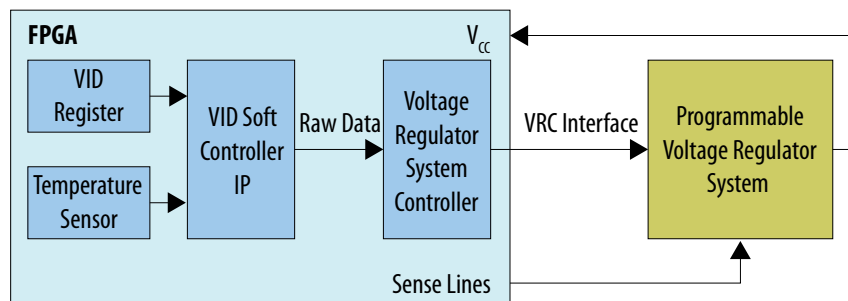 FPGA
VCC
VID
Register
Temperature
Sensor
VID Soft
Controller
IP
Raw Data
Voltage
Regulator
System
Controller
VRC Interface
Programmable
Voltage Regulator
System
Sense Lines